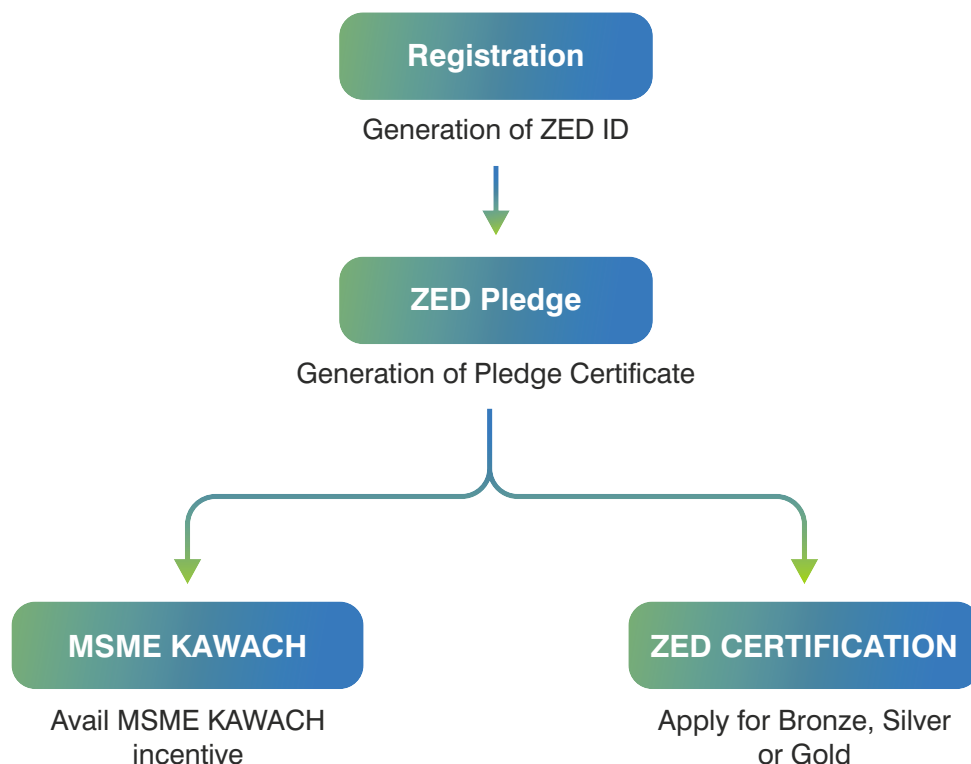 Registration
Generation of ZED ID
ZED Pledge
Generation of Pledge Certificate
MSME KAWACH
Avail MSME KAWACH
incentive
ZED CERTIFICATION
Apply for Bronze, Silver
or Gold